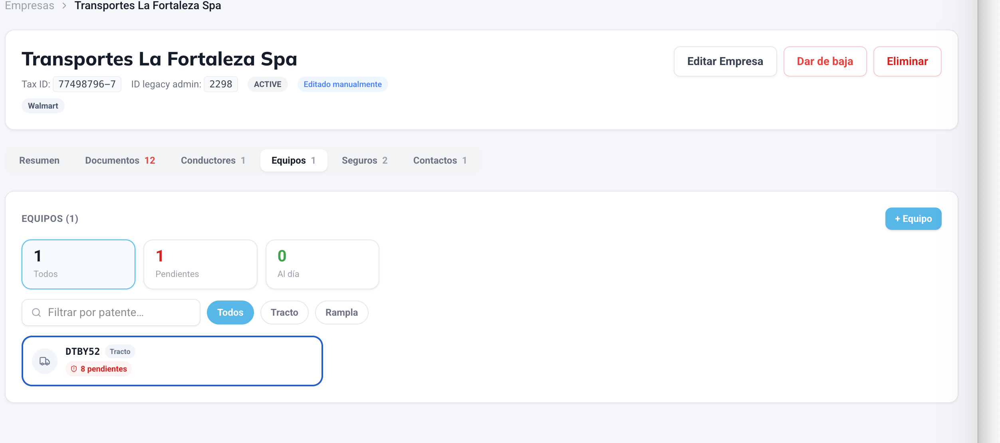 Empresas > Transportes La Fortaleza Spa
Transportes La Fortaleza Spa
Editar Empresa
Dar de baja
Eliminar
Tax ID: 77498796–7 ID legacy admin: 2298 ACTIVE Editado manualmente
Walmart
Resumen Documentos 12 Conductores 1 Equipos 1 Seguros 2 Contactos 1
EQUIPOS (1)
+ Equipo
1
Todos
1
Pendientes
0
Al día
Filtrar por patente...
Todos
Tracto
Rampla
DTBY52 Tracto
8 pendientes